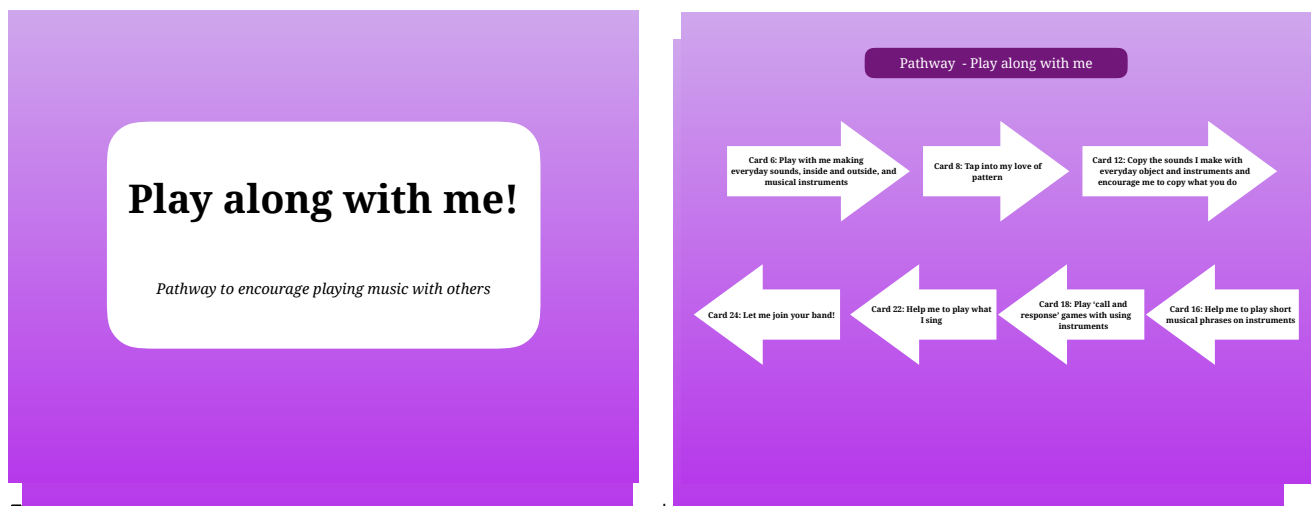 Play along with me!
Pathway to encourage playing music with others
Pathway  - Play along with me
Card 6: Play with me making
everyday sounds, inside and outside, and
musical instruments
Card 8: Tap into my love of
pattern
Card 12: Copy the sounds I make with
everyday object and instruments and
encourage me to copy what you do
Card 24: Let me join your band!
Card 22: Help me to play what
I sing
Card 18: Play ‘call and
response’ games with using
instruments
Card 16: Help me to play short
musical phrases on instruments